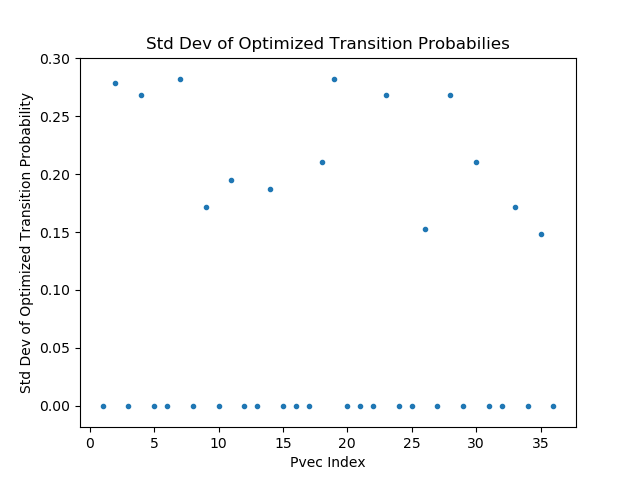 Std Dev of Optimized Transition Probabilies
Std Dev of Optimized Transition Probability
0.30
0.25
0.20
0.15
0.10
0.05
0.00
0 5 10 15 20 25 30 35
Pvec Index